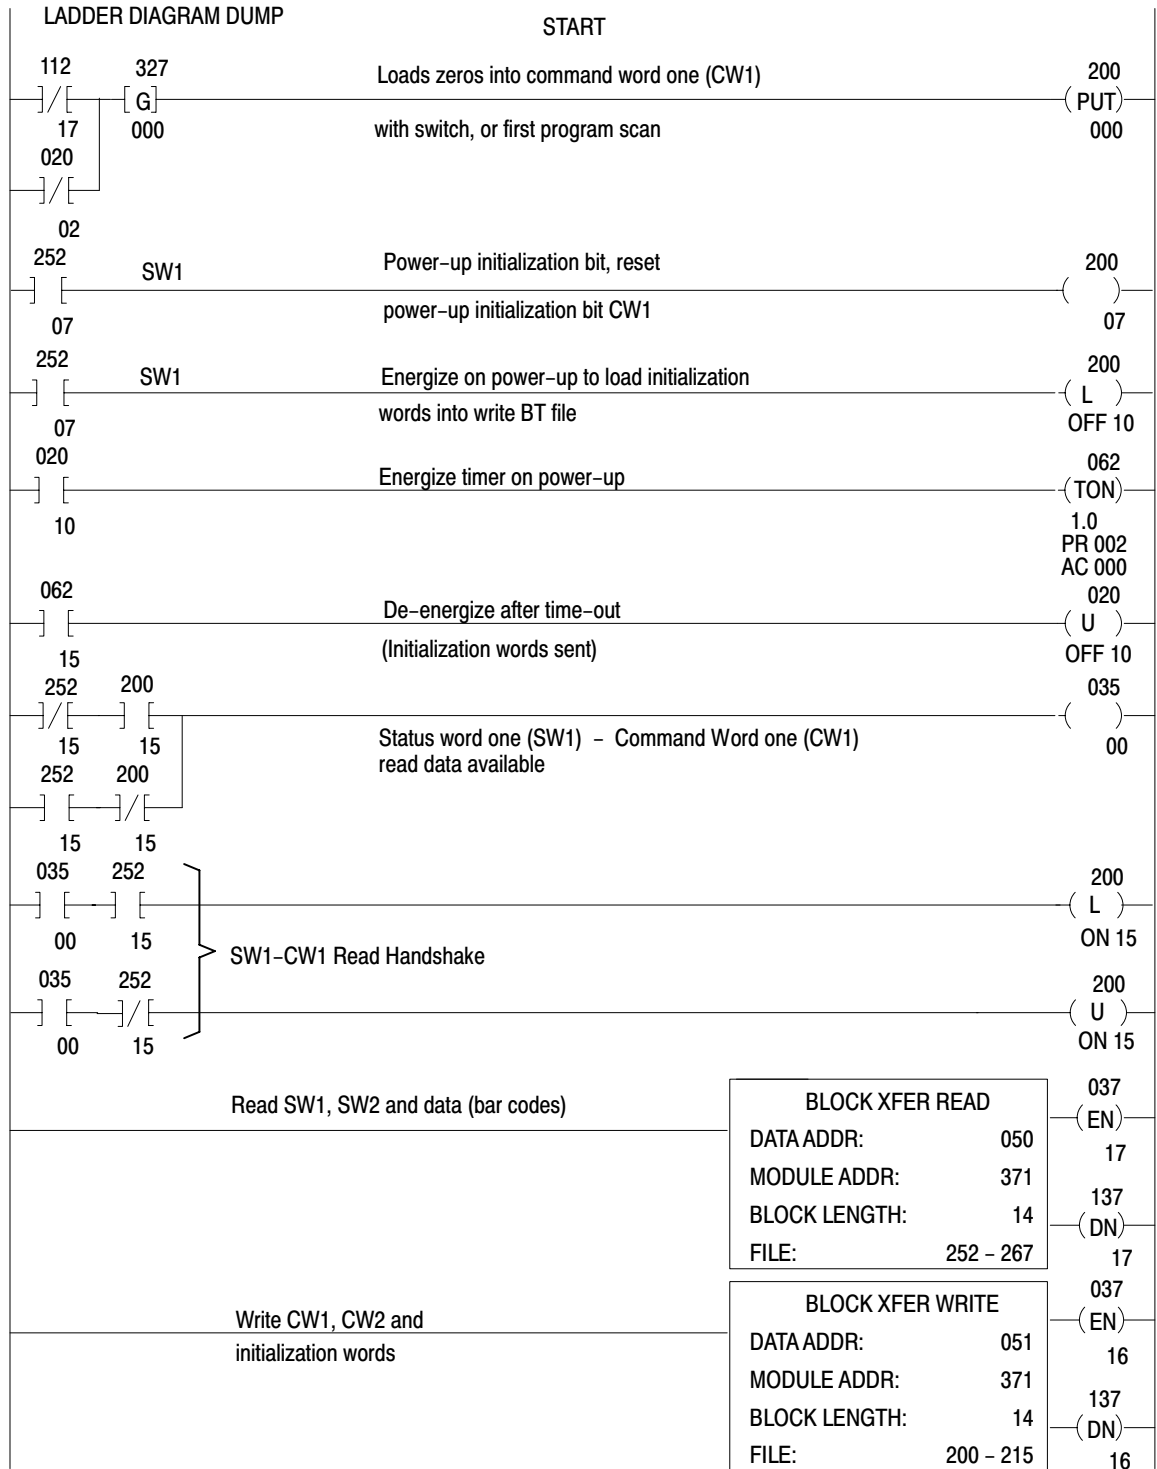 LADDER DIAGRAM DUMP
START
112 327 Loads zeros into command word one (CW1) 200
G PUT
17 000 with switch, or first program scan 000
020
02
252 SW1 Power-up initialization bit, reset 200
07 power-up initialization bit CW1 07
252 SW1 Energize on power-up to load initialization 200
L
07 words into write BT file OFF 10
020 Energize timer on power-up 062
TON
10 1.0
PR 002
AC 000
062 De-energize after time-out 020
U
15 (Initialization words sent) OFF 10
252 200 035
15 15 Status word one (SW1) - Command Word one (CW1) 00
read data available
252 200
15 15
035 252 200
L
00 15 ON 15
SW1-CW1 Read Handshake
035 252 200
U
00 15 ON 15
Read SW1, SW2 and data (bar codes) BLOCK XFER READ 037
EN
DATA ADDR: 050 17
MODULE ADDR: 371
BLOCK LENGTH: 14 137
DN
FILE: 252 - 267 17
Write CW1, CW2 and BLOCK XFER WRITE 037
EN
initialization words DATA ADDR: 051 16
MODULE ADDR: 371
BLOCK LENGTH: 14 137
DN
FILE: 200 - 215 16